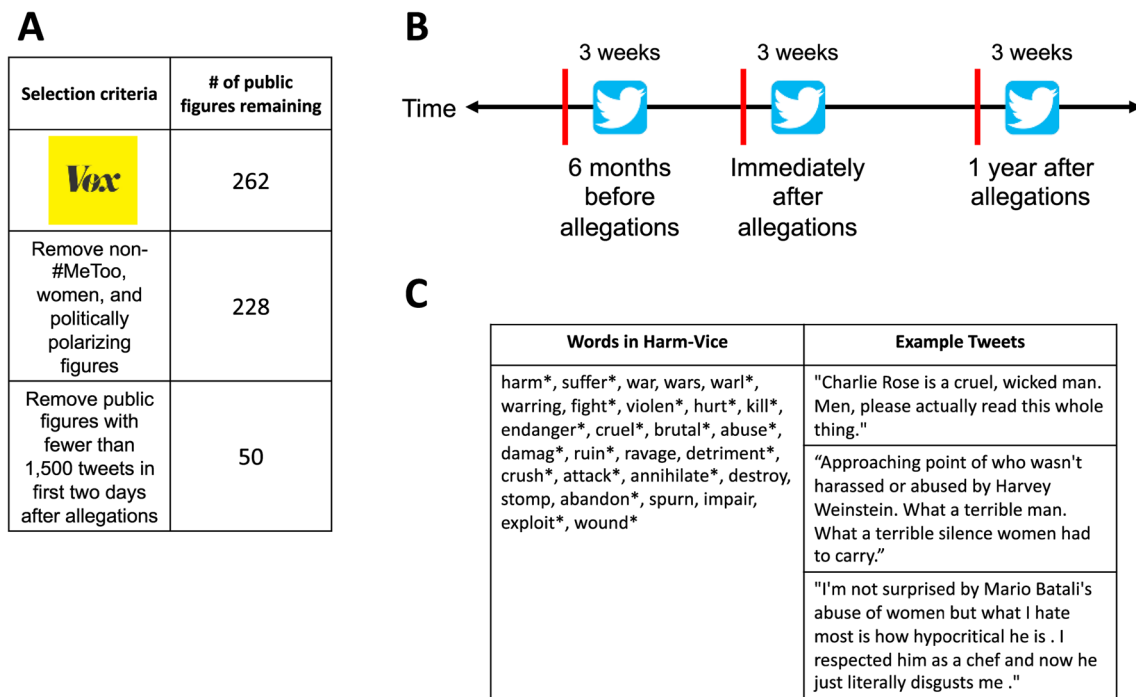 A
Selection criteria
# of public
figures remaining
Vox
262
Remove non-
#MeToo,
women, and
politically
polarizing
figures
228
Remove public
figures with
fewer than
1,500 tweets in
first two days
after allegations
50
B
3 weeks
3 weeks
3 weeks
Time
6 months
before
allegations
Immediately
after
allegations
1 year after
allegations
C
Words in Harm-Vice
Example Tweets
harm*, suffer*, war, wars, warl*,
warring, fight*, violen*, hurt*, kill*,
endanger*, cruel*, brutal*, abuse*,
damag*, ruin*, ravage, detriment*,
crush*, attack*, annihilate*, destroy,
stomp, abandon*, spurn, impair,
exploit*, wound*
"Charlie Rose is a cruel, wicked man.
Men, please actually read this whole
thing."
“Approaching point of who wasn't
harassed or abused by Harvey
Weinstein. What a terrible man.
What a terrible silence women had
to carry.”
"I'm not surprised by Mario Batali's
abuse of women but what I hate
most is how hypocritical he is . I
respected him as a chef and now he
just literally disgusts me ."